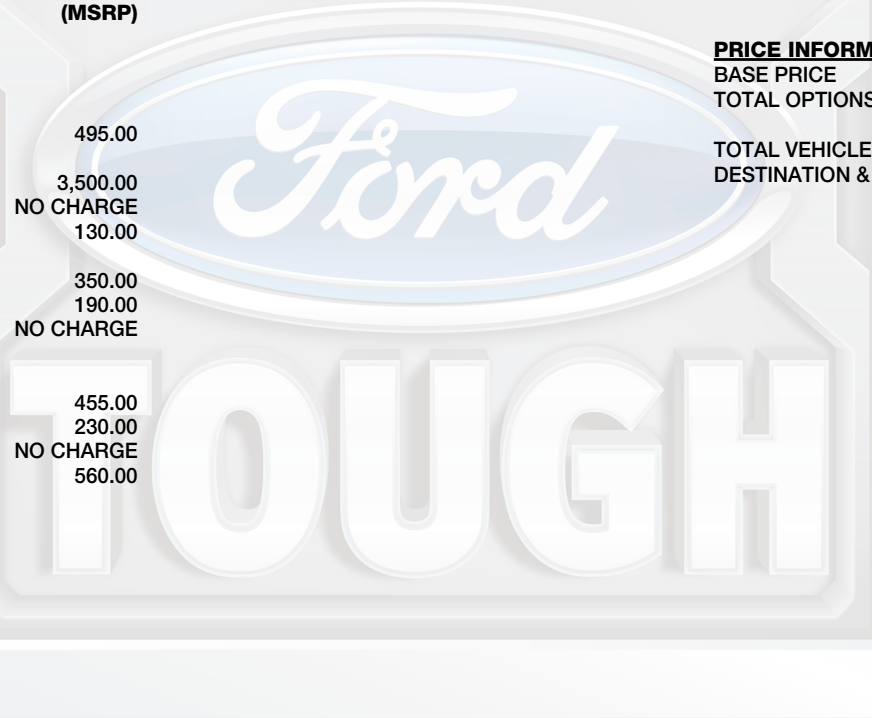 (MSRP)
495.00
3,500.00
NO CHARGE
130.00
350.00
190.00
NO CHARGE
455.00
230.00
NO CHARGE
560.00
PRICE INFORM
BASE PRICE
TOTAL OPTIONS
TOTAL VEHICLE
DESTINATION &
Ford
TOUGH